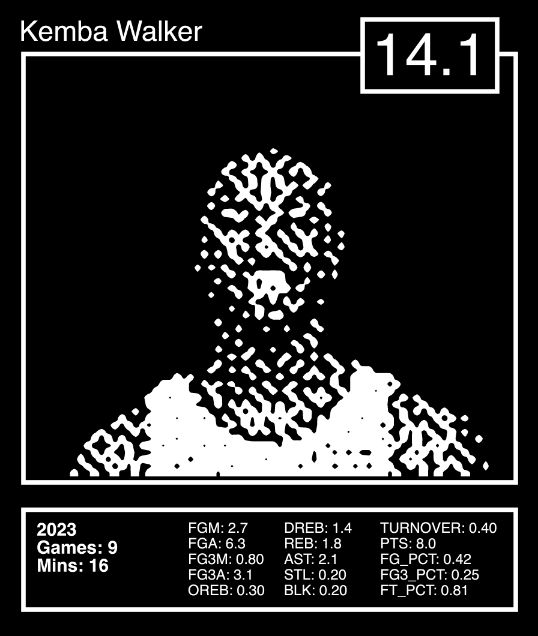 Kemba Walker
14.1
2023
Games: 9
Mins: 16
FGM: 2.7
FGA: 6.3
FG3M: 0.80
FG3A: 3.1
OREB: 0.30
DREB: 1.4
REB: 1.8
AST: 2.1
STL: 0.20
BLK: 0.20
TURNOVER: 0.40
PTS: 8.0
FG_PCT: 0.42
FG3_PCT: 0.25
FT_PCT: 0.81